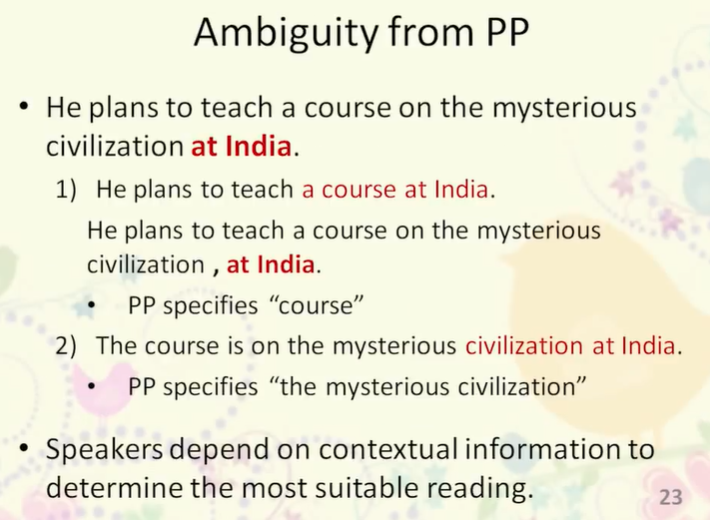 Ambiguity from PP
• He plans to teach a course on the mysterious
civilization at India.
1) He plans to teach a course at India.
He plans to teach a course on the mysterious
civilization , at India.
• PP specifies “course”
2) The course is on the mysterious civilization at India.
• PP specifies “the mysterious civilization”
• Speakers depend on contextual information to
determine the most suitable reading.
23